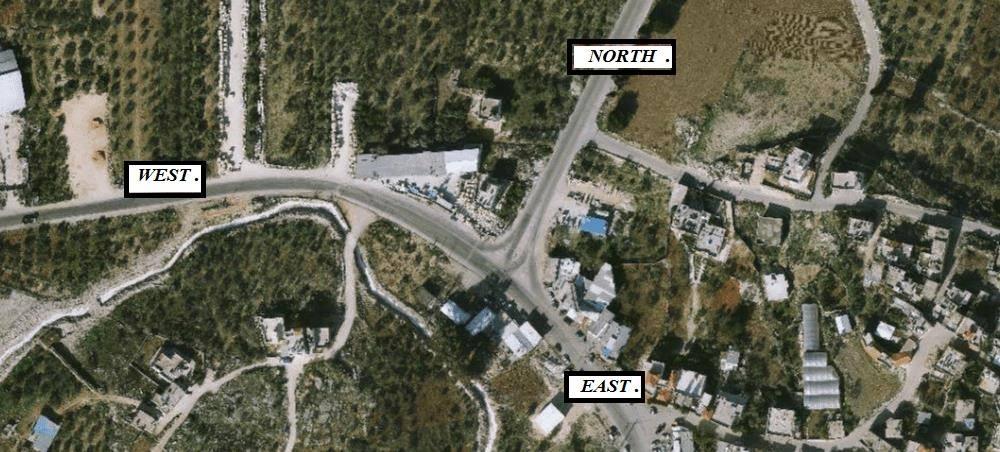 NORTH .
WEST .
EAST .